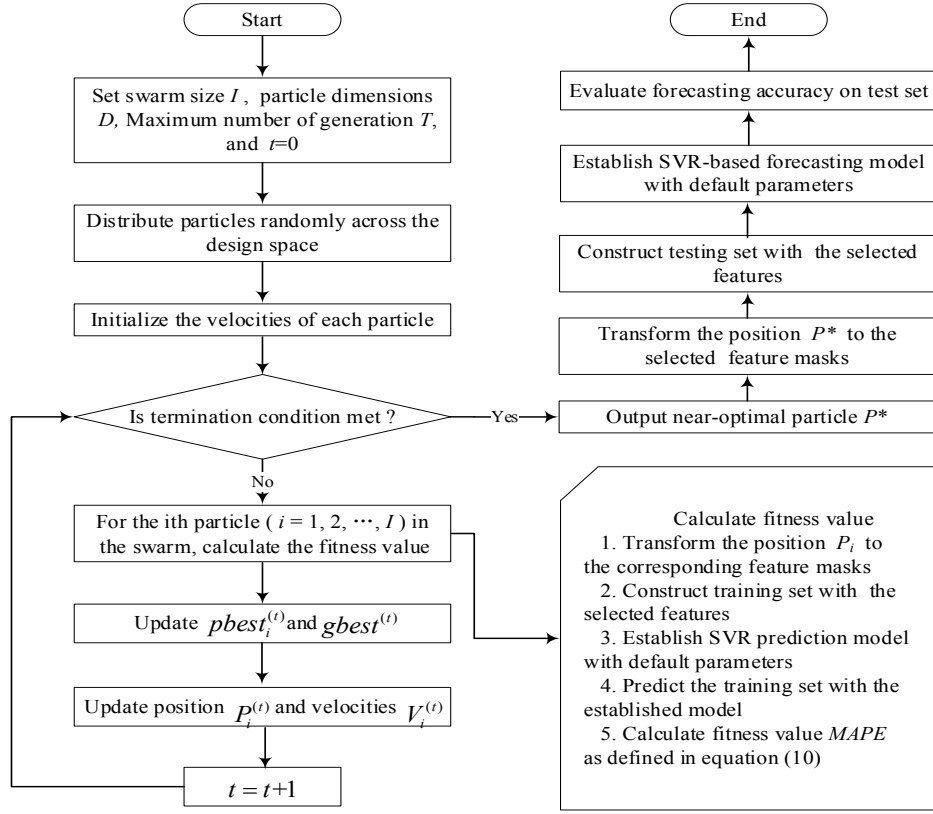 Start
Set swarm size I , particle dimensions
D, Maximum number of generation T,
and t=0
Distribute particles randomly across the
design space
Initialize the velocities of each particle
Is termination condition met ?
Yes
No
For the ith particle ( i = 1, 2, ⋯, I ) in
the swarm, calculate the fitness value
Update pbest_i^(t) and gbest^(t)
Update position P_i^(t) and velocities V_i^(t)
t = t+1
End
Evaluate forecasting accuracy on test set
Establish SVR-based forecasting model
with default parameters
Construct testing set with the selected
features
Transform the position P* to the
selected feature masks
Output near-optimal particle P*
Calculate fitness value
1. Transform the position P_i to
the corresponding feature masks
2. Construct training set with the
selected features
3. Establish SVR prediction model
with default parameters
4. Predict the training set with the
established model
5. Calculate fitness value MAPE
as defined in equation (10)